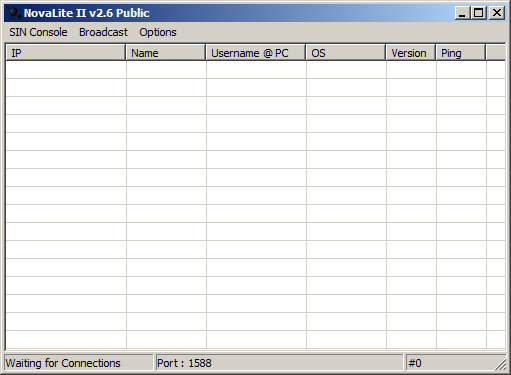 NovaLite II v2.6 Public
SIN Console Broadcast Options
IP Name Username @ PC OS Version Ping
Waiting for Connections Port : 1588 #0